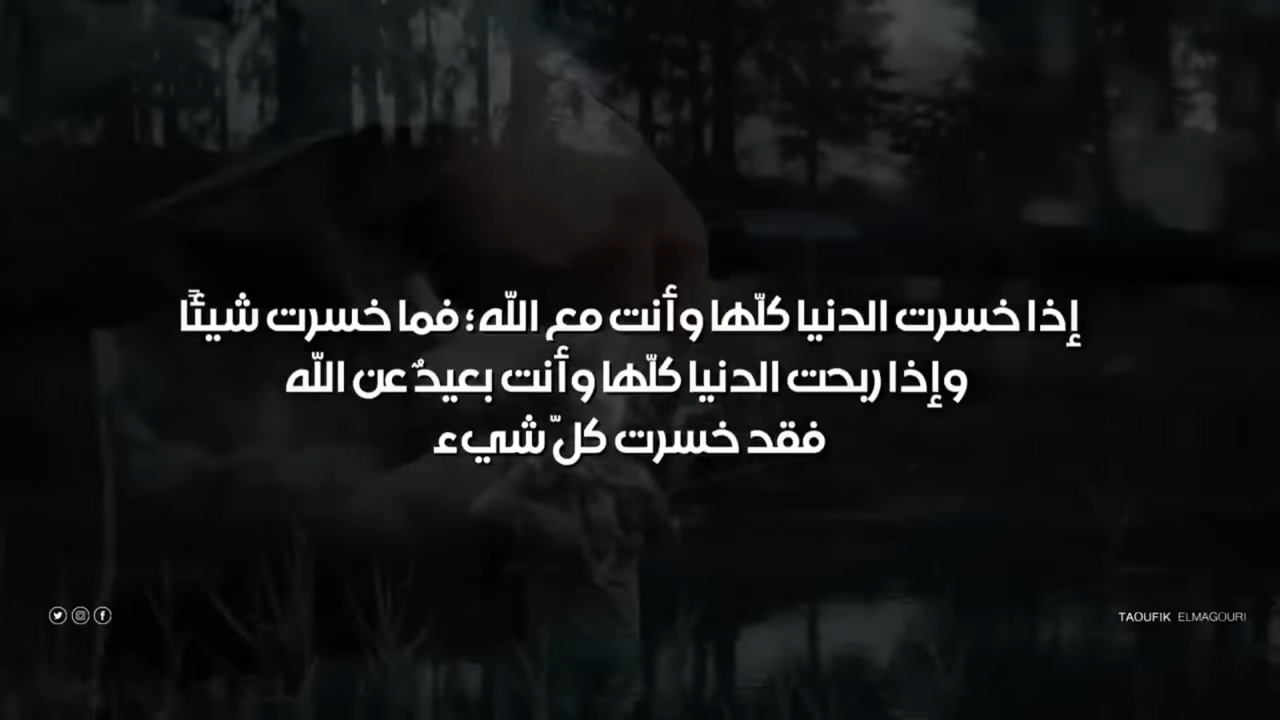 إذا خسرت الدنيا كلّها وأنت مع الله؛ فما خسرت شيئًا
وإذا ربحت الدنيا كلّها وأنت بعيدٌ عن الله
فقد خسرت كلّ شيء
TAOUFIK ELMAGOURI